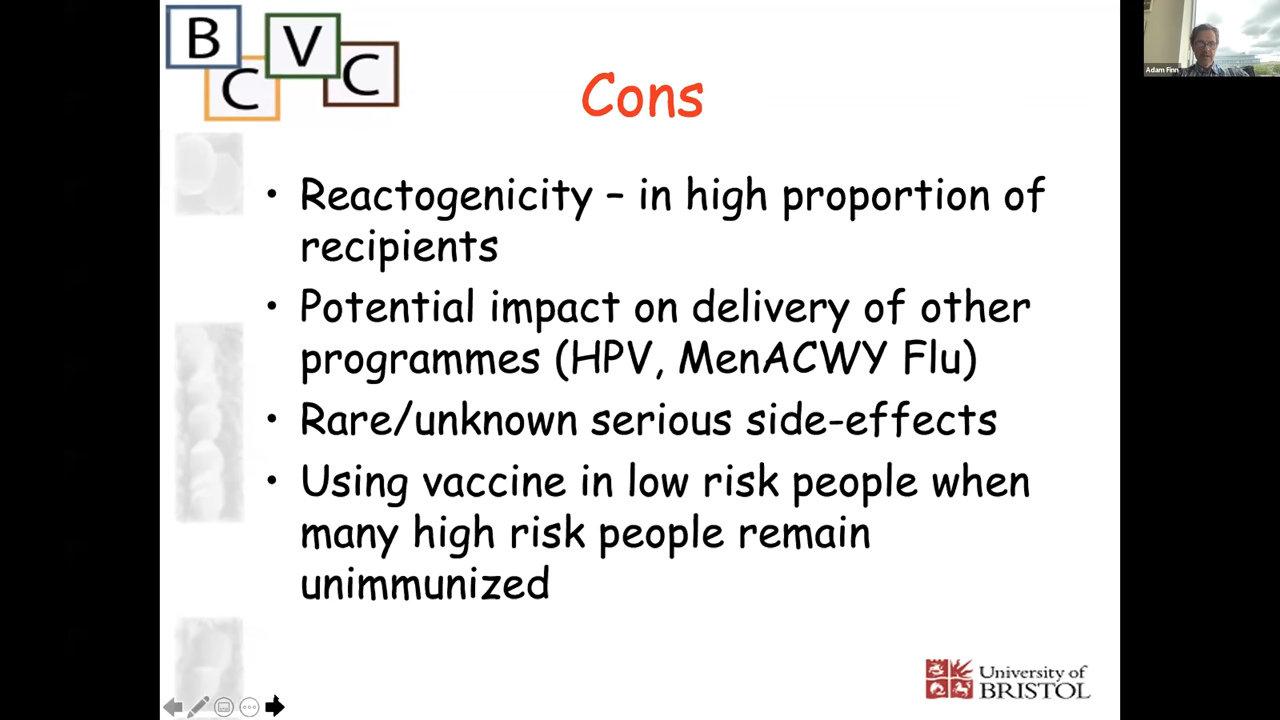 B
C
V
C
Adam Finn
Cons
• Reactogenicity – in high proportion of
recipients
• Potential impact on delivery of other
programmes (HPV, MenACWY Flu)
• Rare/unknown serious side-effects
• Using vaccine in low risk people when
many high risk people remain
unimmunized
University of
BRISTOL